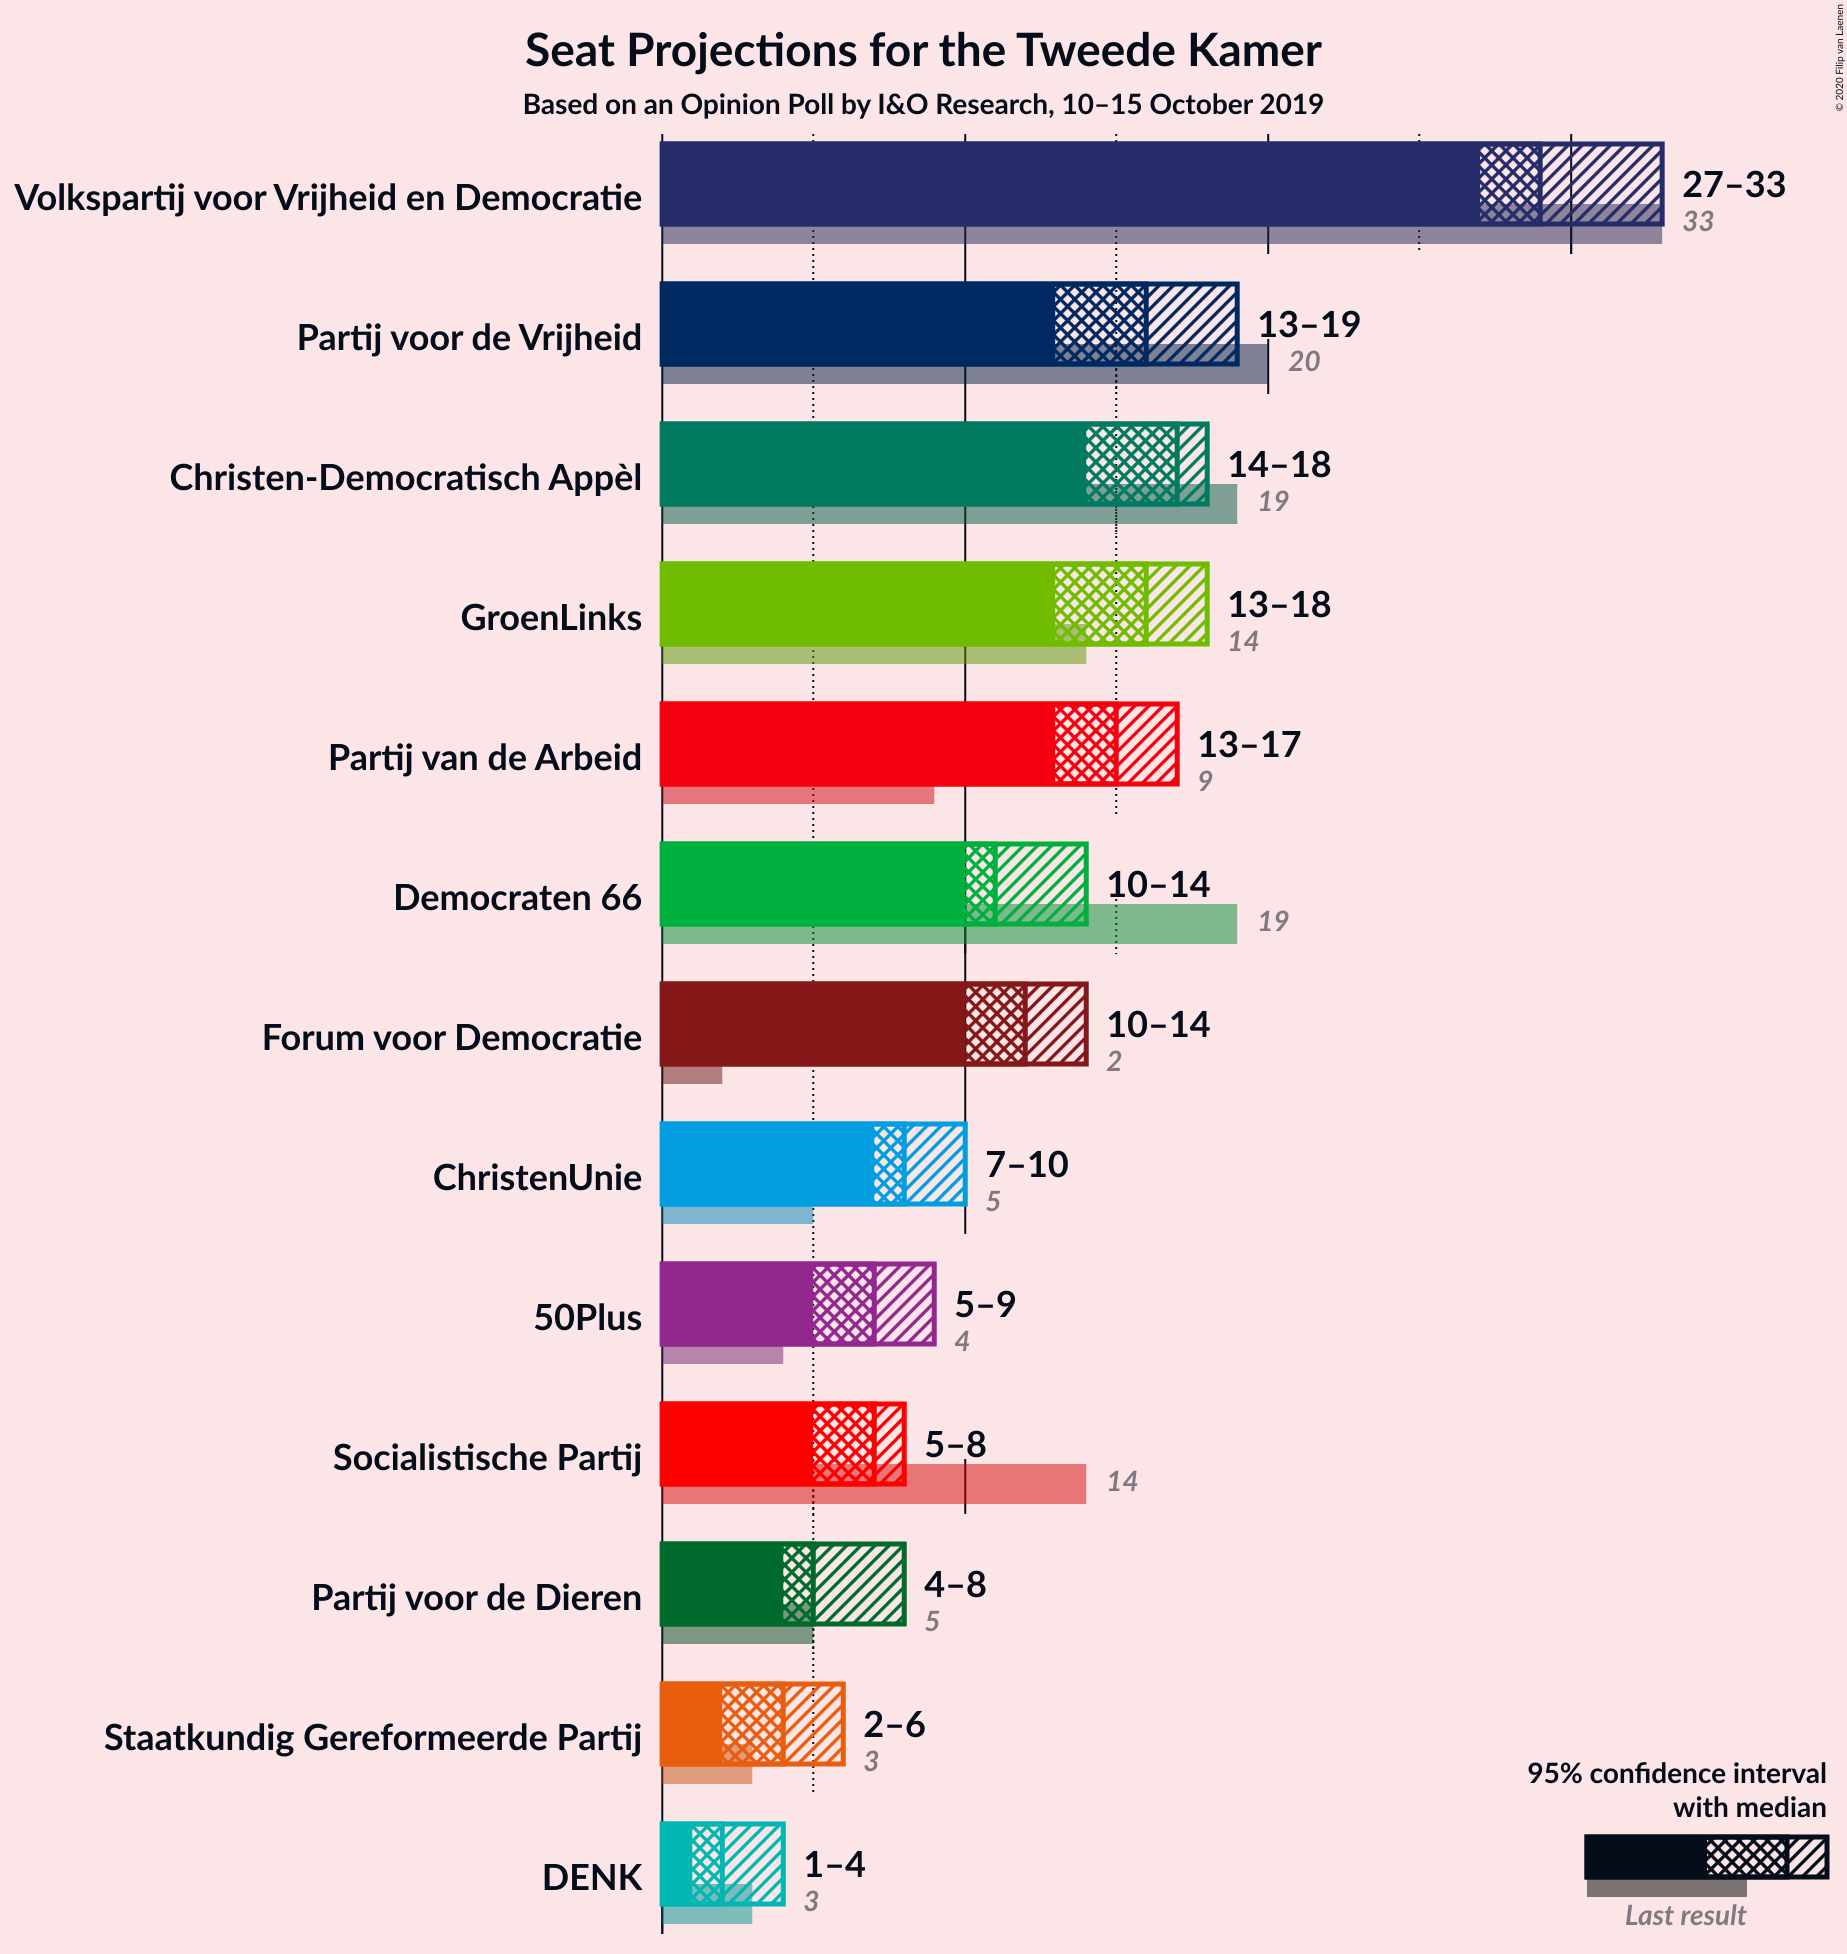 Seat Projections for the Tweede Kamer
Based on an Opinion Poll by I&O Research, 10–15 October 2019
© 2020 Filip van Laenen
Volkspartij voor Vrijheid en Democratie
27–33
33
Partij voor de Vrijheid
13–19
20
Christen-Democratisch Appèl
14–18
19
GroenLinks
13–18
14
Partij van de Arbeid
13–17
9
Democraten 66
10–14
19
Forum voor Democratie
10–14
2
ChristenUnie
7–10
5
50Plus
5–9
4
Socialistische Partij
5–8
14
Partij voor de Dieren
4–8
5
Staatkundig Gereformeerde Partij
2–6
3
DENK
1–4
3
95% confidence interval
with median
Last result